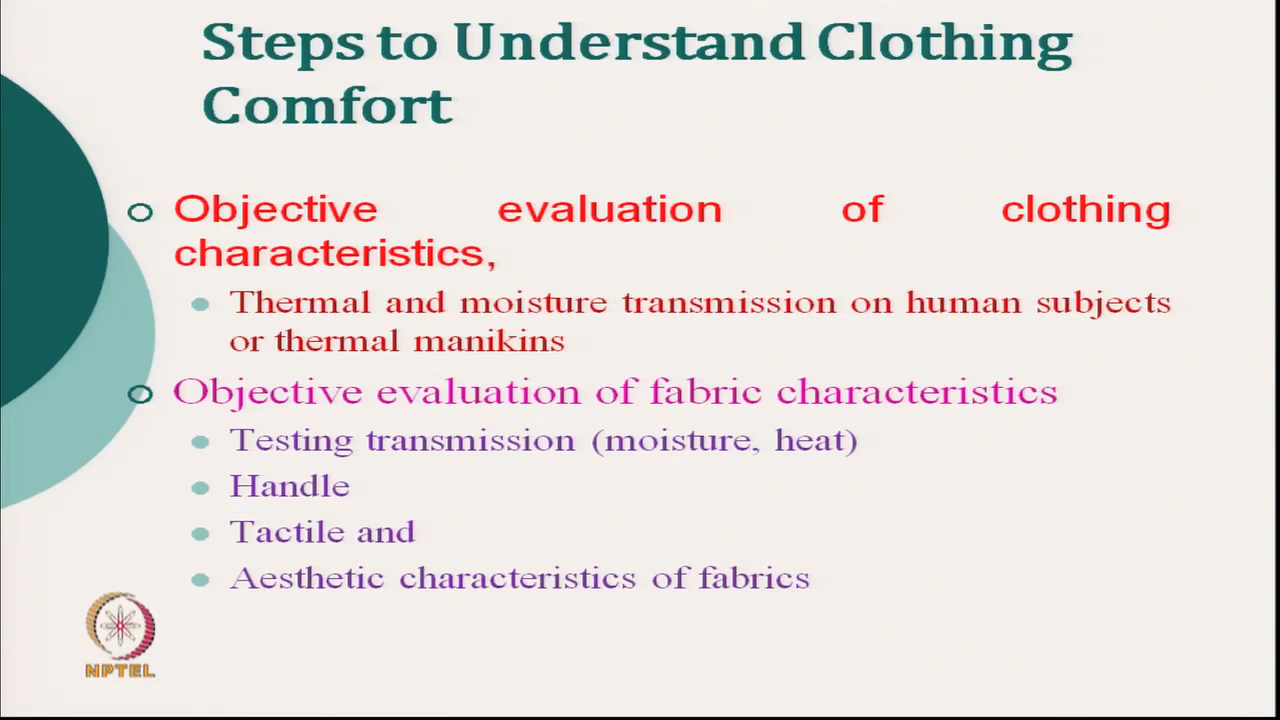 Steps to Understand Clothing
Comfort
Objective evaluation of clothing
characteristics,
Thermal and moisture transmission on human subjects
or thermal manikins
Objective evaluation of fabric characteristics
Testing transmission (moisture, heat)
Handle
Tactile and
Aesthetic characteristics of fabrics
NPTEL